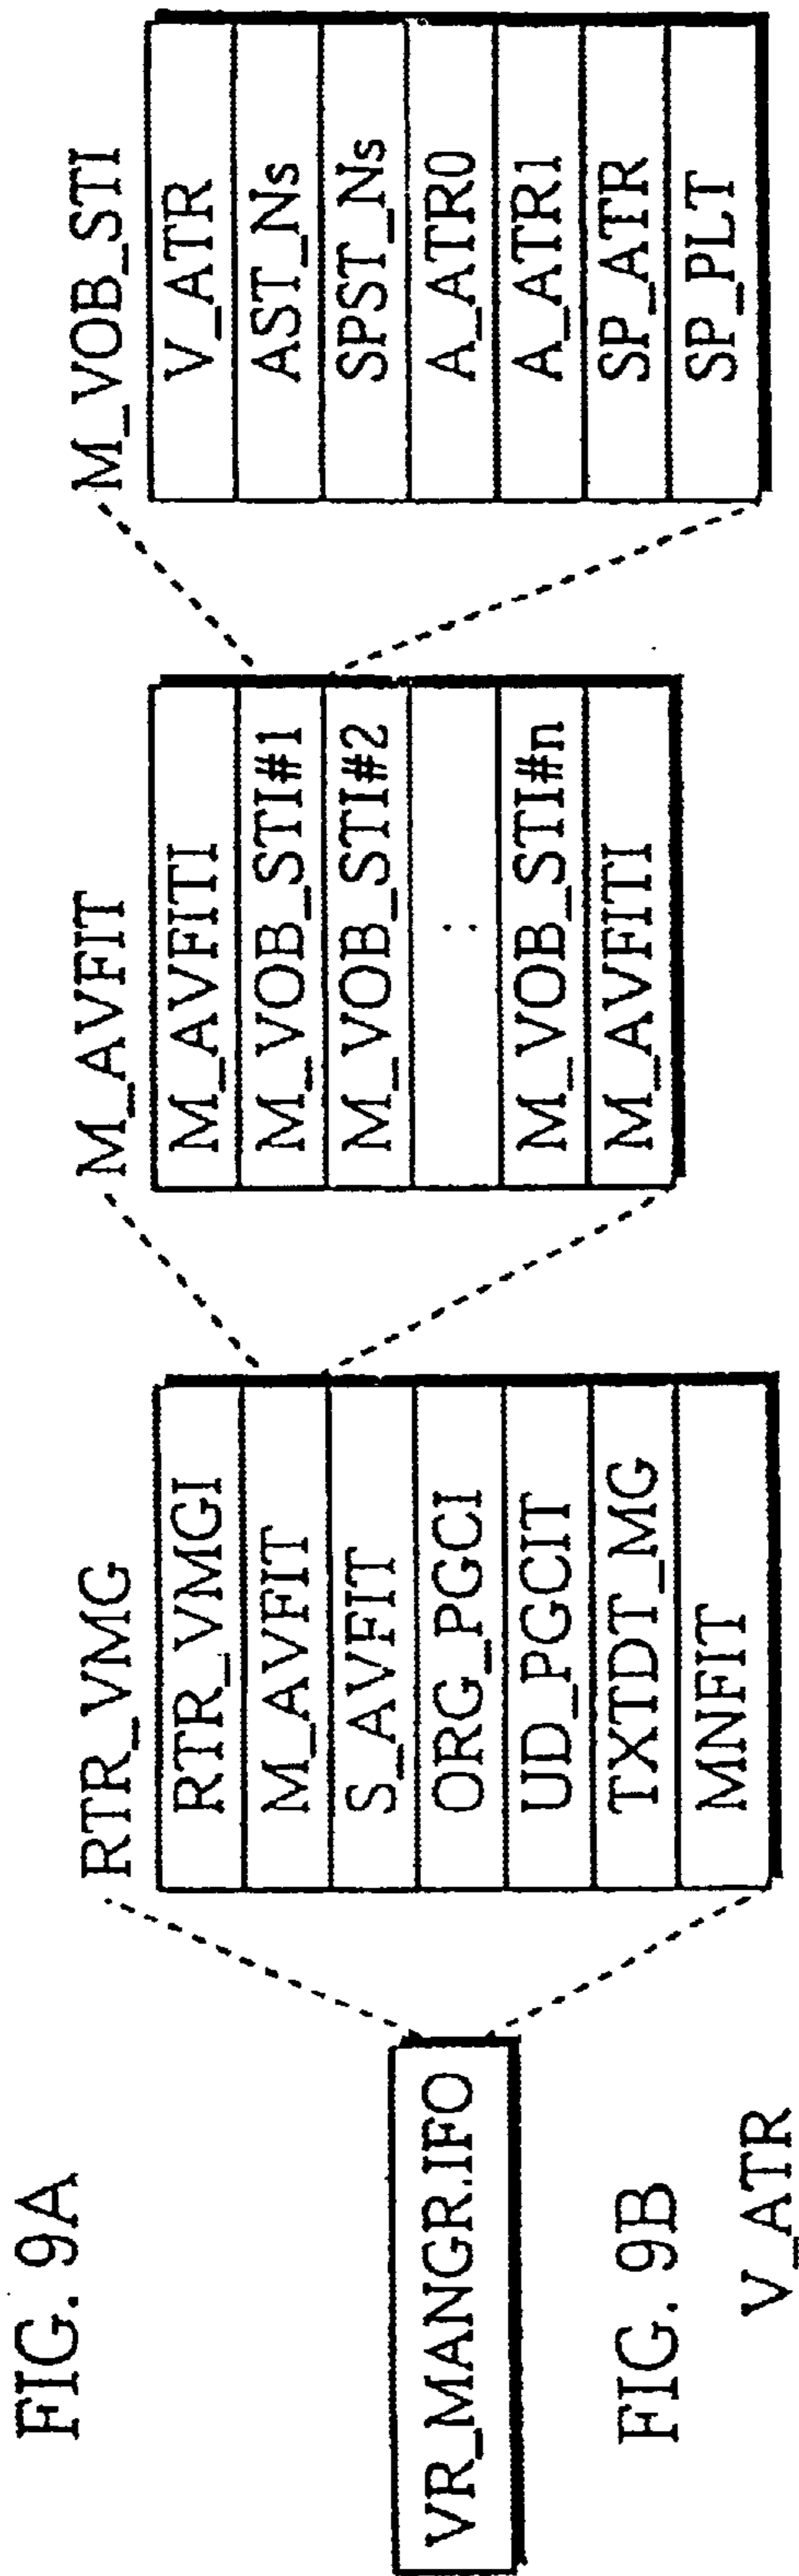 FIG. 9A
VR_MANGR.IFO
RTR_VMG
RTR_VMGI
M_AVFIT
S_AVFIT
ORG_PGCI
UD_PGCIT
TXTDT_MG
MNFIT
M_AVFIT
M_AVFITI
M_VOB_STI#1
M_VOB_STI#2
:
M_VOB_STI#n
M_AVFITI
M_VOB_STI
V_ATR
AST_Ns
SPST_Ns
A_ATR0
A_ATR1
SP_ATR
SP_PLT
FIG. 9B
V_ATR